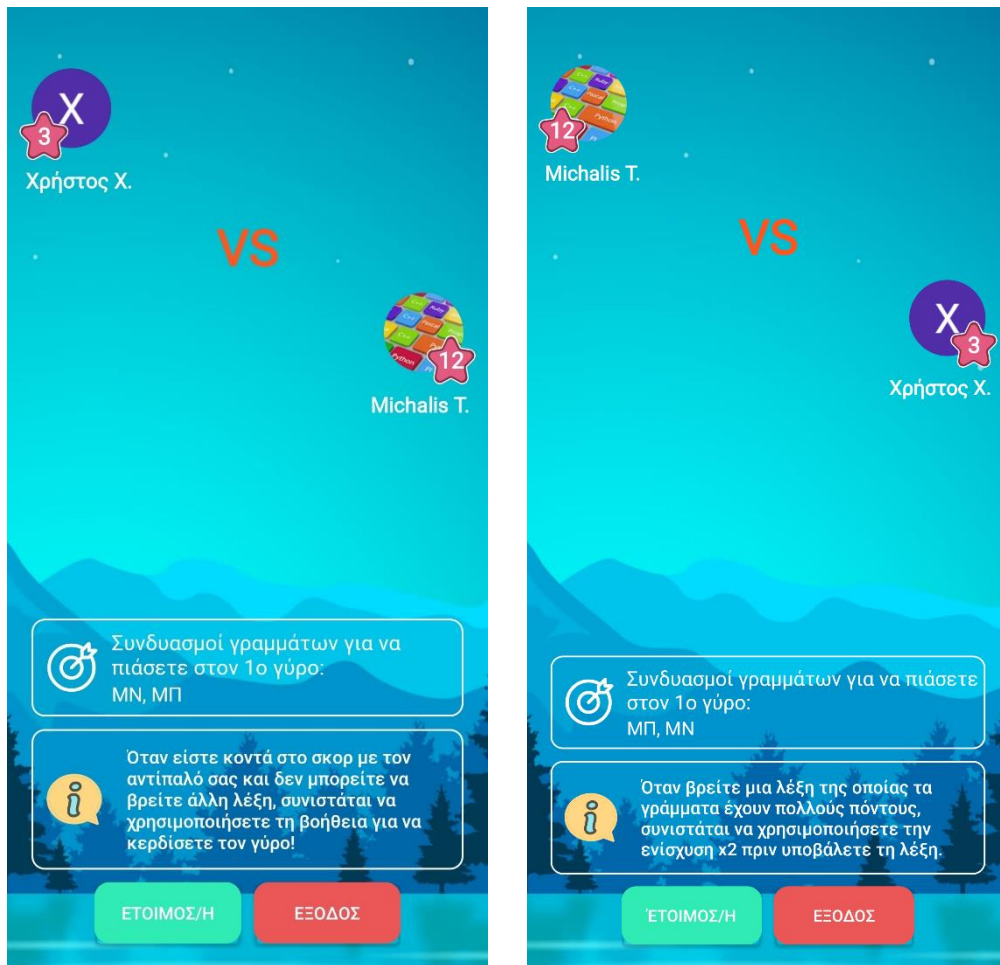 X
3
Χρήστος Χ.
VS
12
Michalis T.
Συνδυασμοί γραμμάτων για να
πιάσετε στον 1ο γύρο:
ΜΝ, ΜΠ
Όταν είστε κοντά στο σκορ με τον
αντίπαλό σας και δεν μπορείτε να
βρείτε άλλη λέξη, συνιστάται να
χρησιμοποιήσετε τη βοήθεια για να
κερδίσετε τον γύρο!
ΕΤΟΙΜΟΣ/Η
ΕΞΟΔΟΣ
12
Michalis T.
VS
X
3
Χρήστος Χ.
Συνδυασμοί γραμμάτων για να πιάσετε
στον 1ο γύρο:
ΜΠ, ΜΝ
Όταν βρείτε μια λέξη της οποίας τα
γράμματα έχουν πολλούς πόντους,
συνιστάται να χρησιμοποιήσετε την
ενίσχυση x2 πριν υποβάλετε τη λέξη.
ΈΤΟΙΜΟΣ/Η
ΕΞΟΔΟΣ